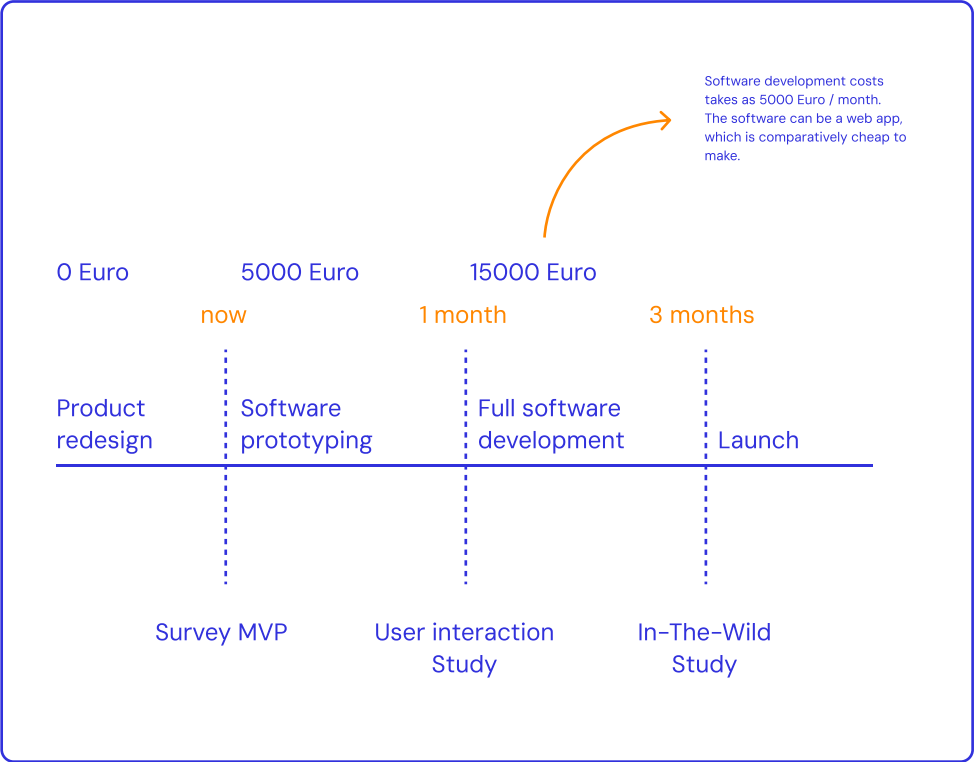 Software development costs
takes as 5000 Euro / month.
The software can be a web app,
which is comparatively cheap to
make.
0 Euro
5000 Euro
15000 Euro
now
1 month
3 months
Product
redesign
Software
prototyping
Full software
development
Launch
Survey MVP
User interaction
Study
In-The-Wild
Study